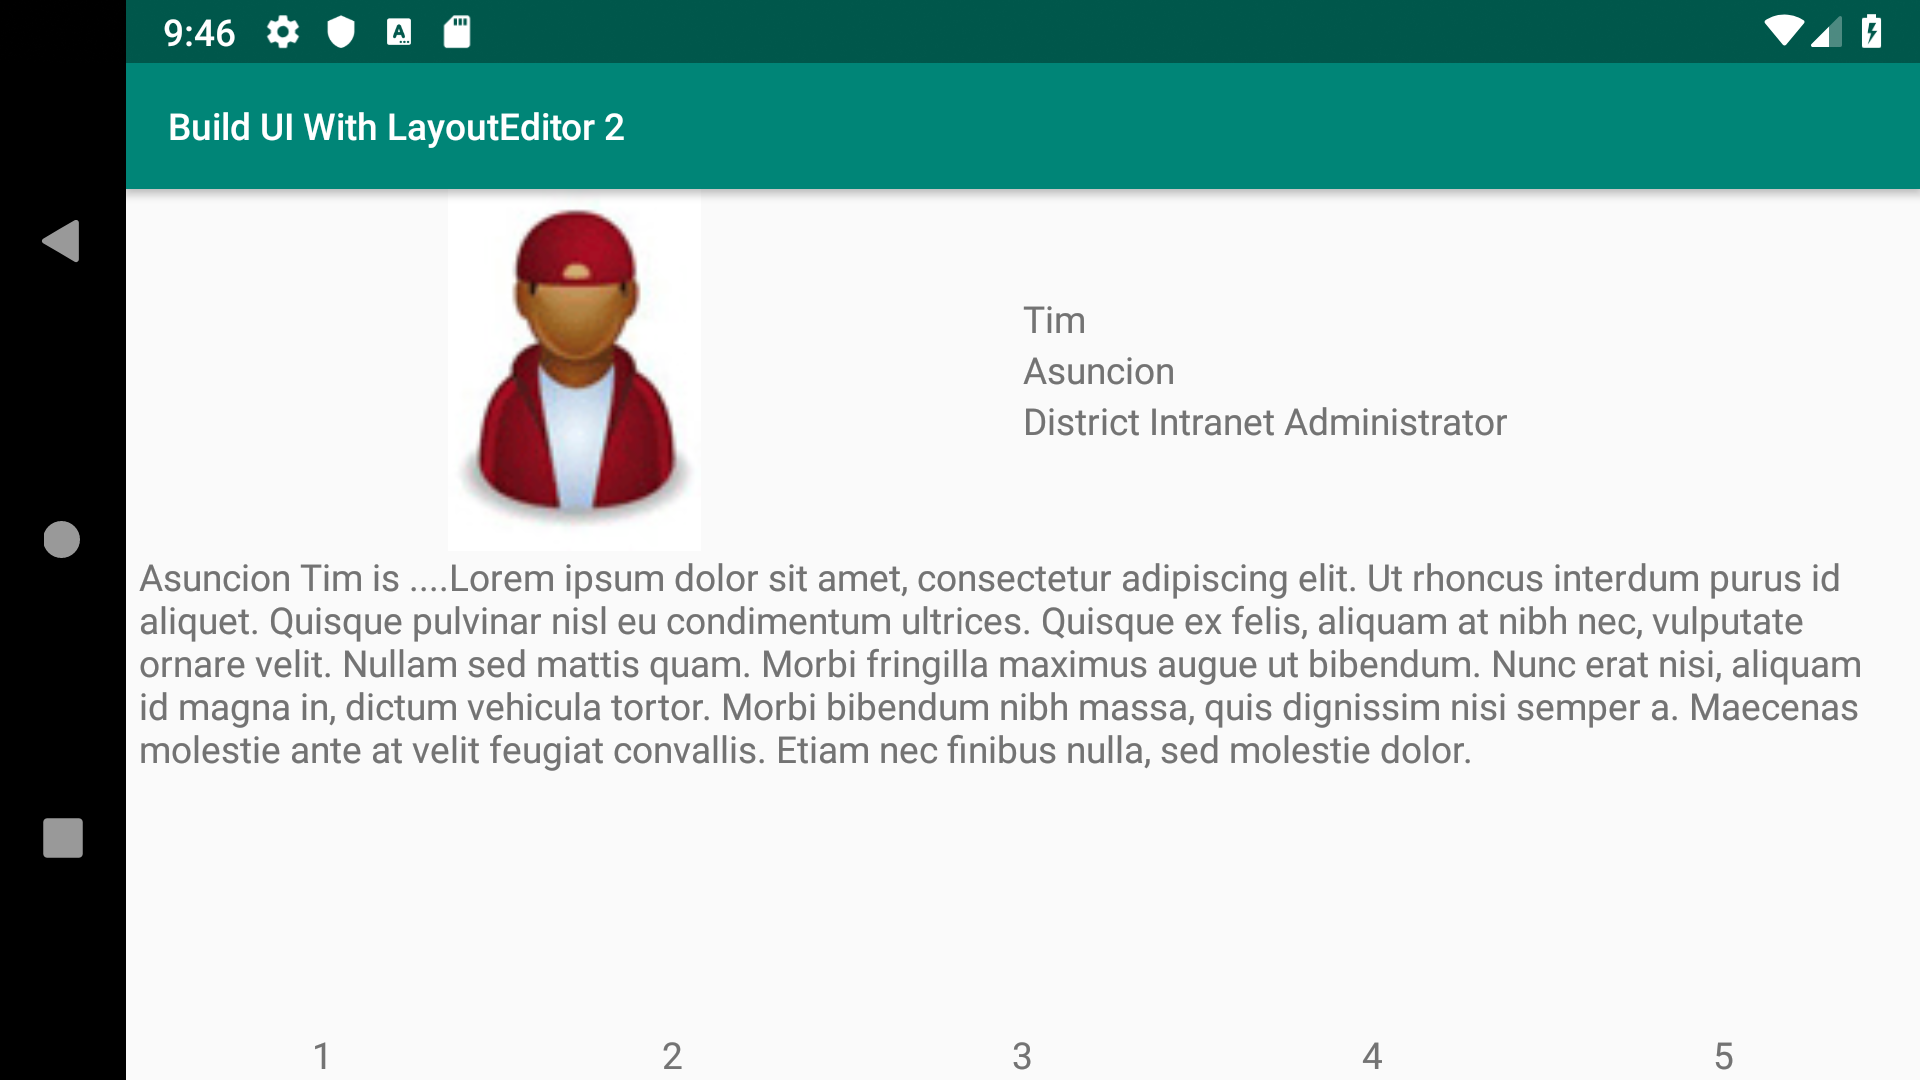 9:46
Build UI With LayoutEditor 2
Tim
Asuncion
District Intranet Administrator
Asuncion Tim is ....Lorem ipsum dolor sit amet, consectetur adipiscing elit. Ut rhoncus interdum purus id
aliquet. Quisque pulvinar nisl eu condimentum ultrices. Quisque ex felis, aliquam at nibh nec, vulputate
ornare velit. Nullam sed mattis quam. Morbi fringilla maximus augue ut bibendum. Nunc erat nisi, aliquam
id magna in, dictum vehicula tortor. Morbi bibendum nibh massa, quis dignissim nisi semper a. Maecenas
molestie ante at velit feugiat convallis. Etiam nec finibus nulla, sed molestie dolor.
1 2 3 4 5